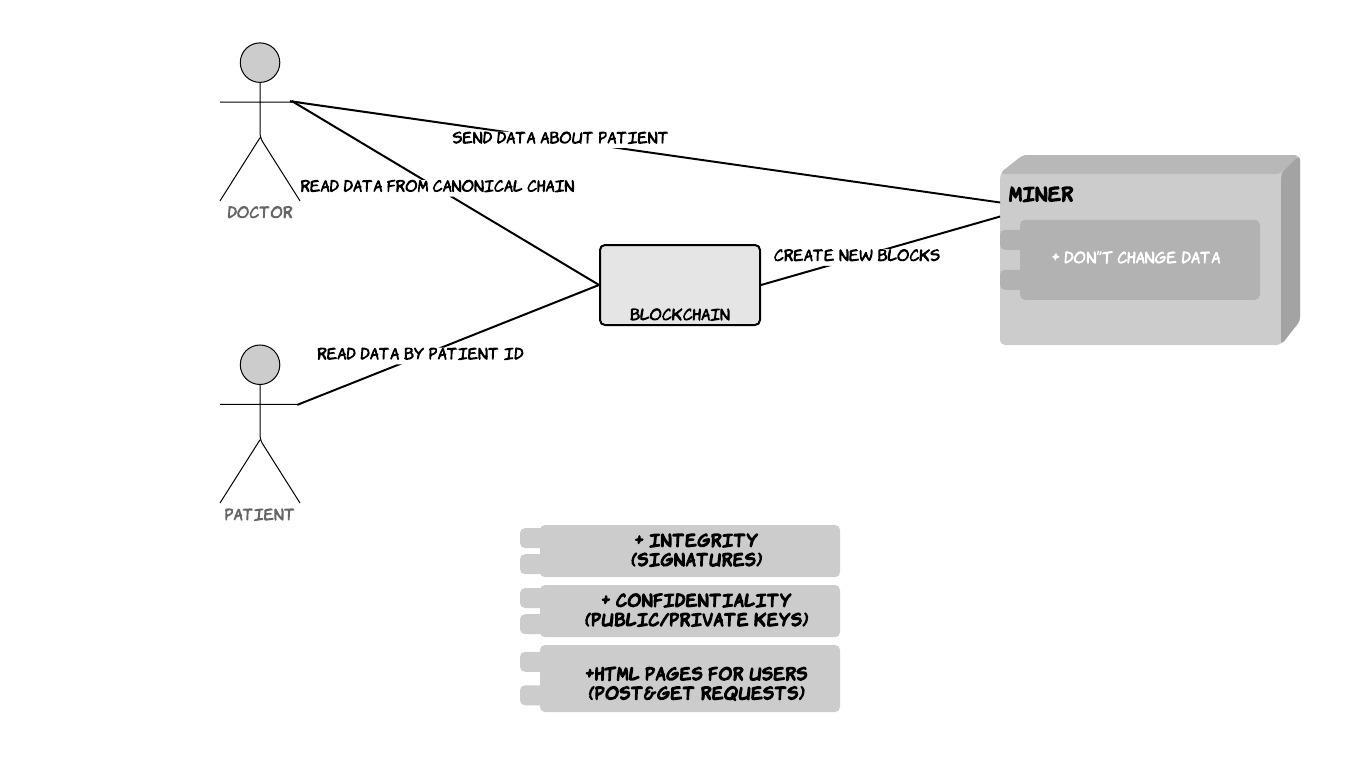 SEND DATA ABOUT PATIENT
READ DATA FROM CANONICAL CHAIN
DOCTOR
MINER
+ DON"T CHANGE DATA
CREATE NEW BLOCKS
BLOCKCHAIN
READ DATA BY PATIENT ID
PATIENT
+ INTEGRITY
(SIGNATURES)
+ CONFIDENTIALITY
(PUBLIC/PRIVATE KEYS)
+HTML PAGES FOR USERS
(POST&GET REQUESTS)